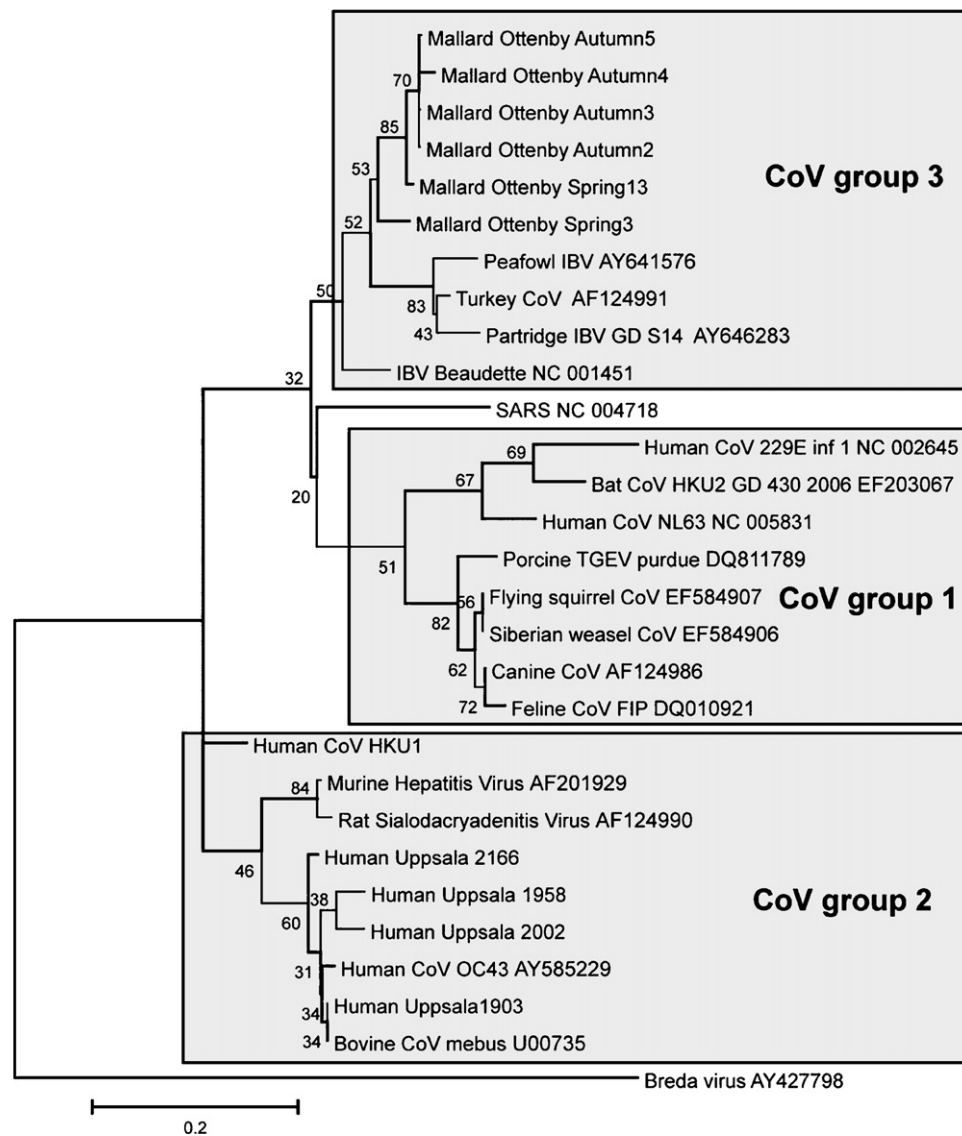 Mallard Ottenby Autumn5
70
Mallard Ottenby Autumn4
Mallard Ottenby Autumn3
85
Mallard Ottenby Autumn2
CoV group 3
53
Mallard Ottenby Spring13
52
Mallard Ottenby Spring3
Peafowl IBV AY641576
50
83
Turkey CoV AF124991
43
Partridge IBV GD S14 AY646283
32
IBV Beaudette NC 001451
SARS NC 004718
69
Human CoV 229E inf 1 NC 002645
67
Bat CoV HKU2 GD 430 2006 EF203067
20
Human CoV NL63 NC 005831
51
Porcine TGEV purdue DQ811789
56
Flying squirrel CoV EF584907
CoV group 1
82
Siberian weasel CoV EF584906
62
Canine CoV AF124986
72
Feline CoV FIP DQ010921
Human CoV HKU1
84
Murine Hepatitis Virus AF201929
Rat Sialodacryadenitis Virus AF124990
46
Human Uppsala 2166
38
Human Uppsala 1958
CoV group 2
60
Human Uppsala 2002
31
Human CoV OC43 AY585229
34
Human Uppsala1903
34
Bovine CoV mebus U00735
Breda virus AY427798
0.2